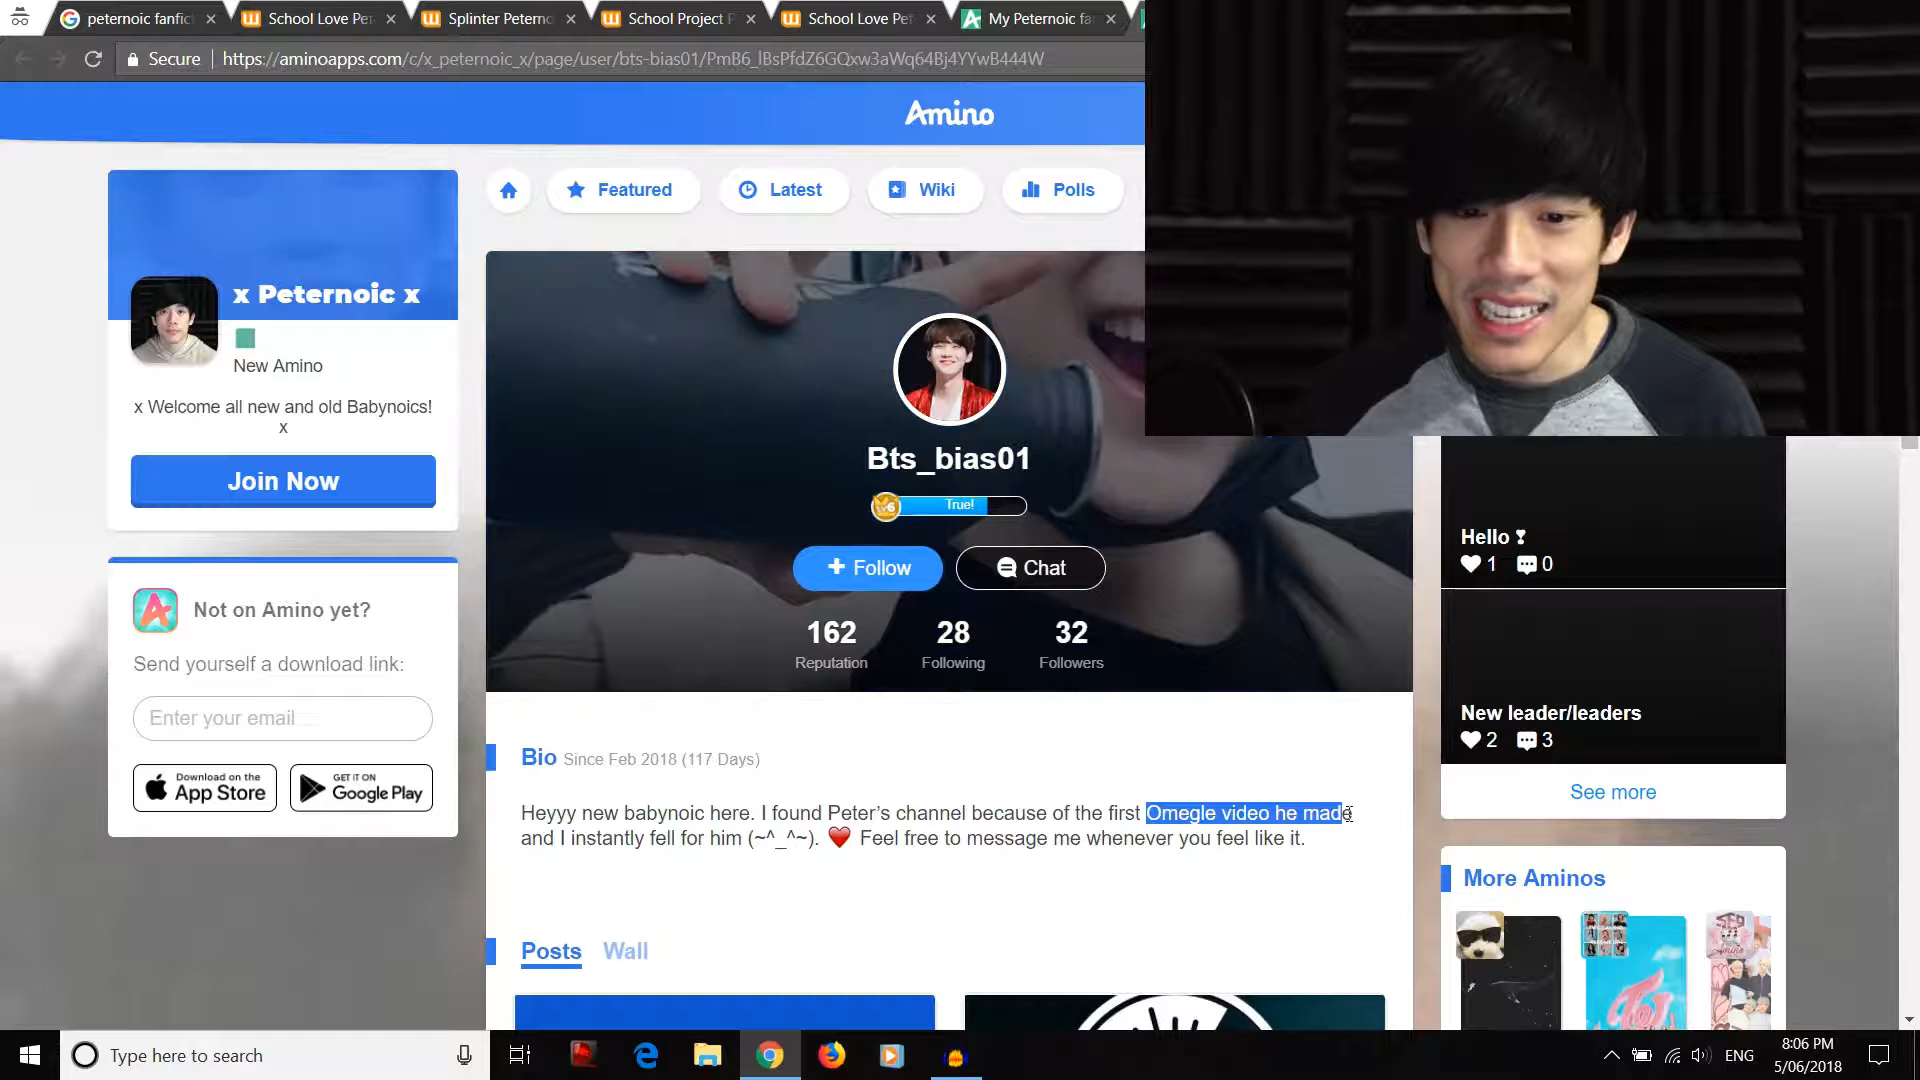 peternoic fanfic
School Love Pet
Splinter Peterno
School Project P
School Love Pet
My Peternoic fa
Secure
https://aminoapps.com/c/x_peternoic_x/page/user/bts-bias01/PmB6_lBsPfdZ6GQxw3aWq64Bj4YYwB444W
Amino
Featured
Latest
Wiki
Polls
x Peternoic x
New Amino
x Welcome all new and old Babynoics!
x
Join Now
Not on Amino yet?
Send yourself a download link:
Enter your email
Download on the
App Store
GET IT ON
Google Play
Bts_bias01
6
True!
+ Follow
Chat
162
28
32
Reputation
Following
Followers
Bio Since Feb 2018 (117 Days)
Heyyy new babynoic here. I found Peter’s channel because of the first Omegle video he made
and I instantly fell for him (~^_^~). ❤ Feel free to message me whenever you feel like it.
Posts
Wall
Hello ❣
1
0
New leader/leaders
2
3
See more
More Aminos
Type here to search
ENG
8:06 PM
5/06/2018